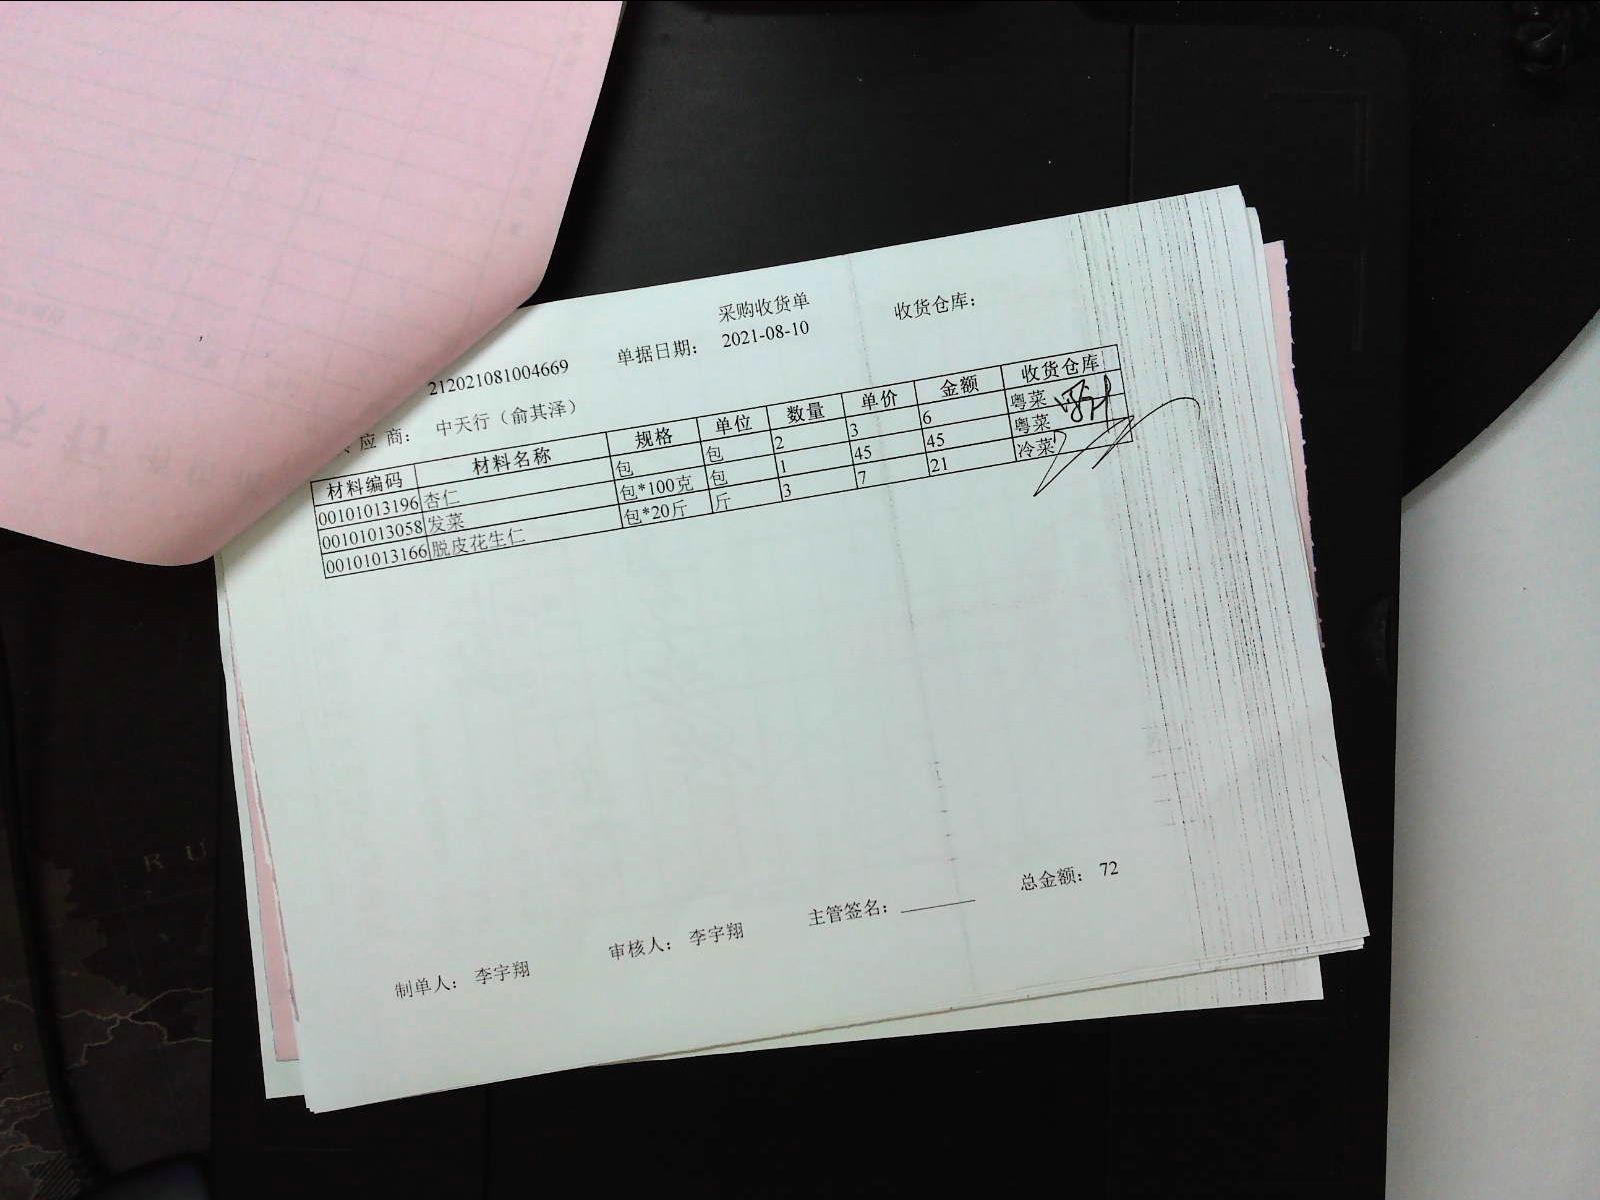 采购收货单
212021081004669 单据日期： 2021-08-10 收货仓库：
应 商： 中天行（俞其泽）
材料编码 材料名称 规格 单位 数量 单价 金额 收货仓库
00101013196 杏仁 包 包 2 3 6 粤菜
00101013058 发菜 包*100克 包 1 45 45 粤菜
00101013166 脱皮花生仁 包*20斤 斤 3 7 21 冷菜
总金额： 72
制单人： 李宇翔 审核人： 李宇翔 主管签名：